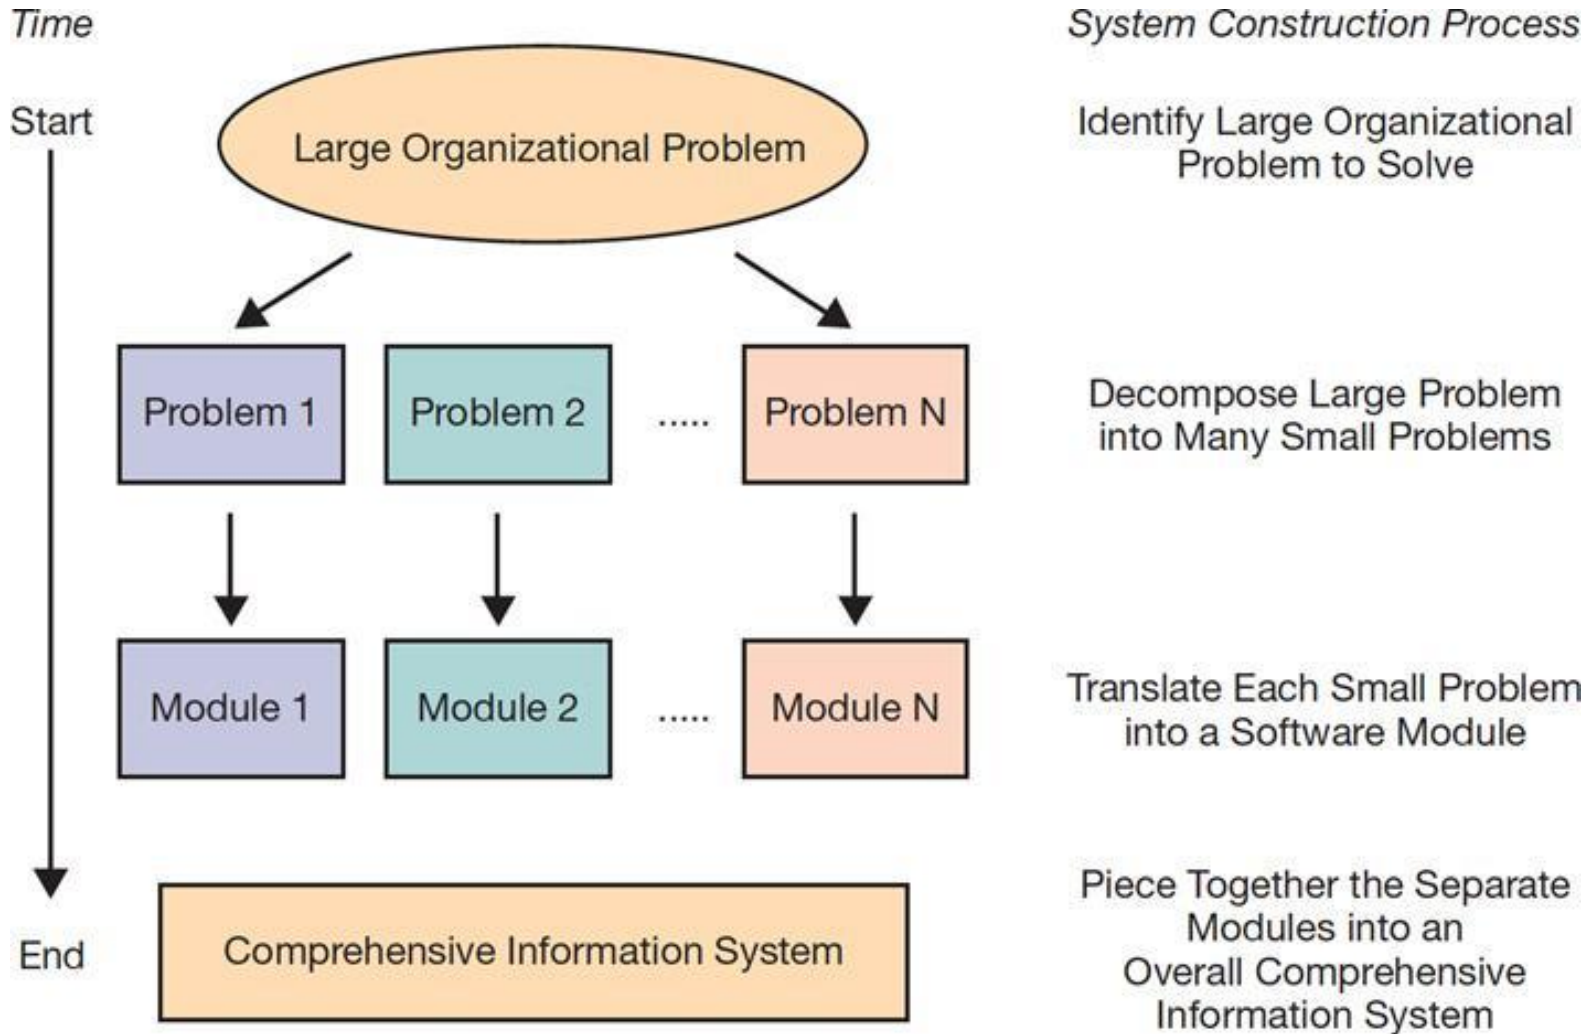 Time
System Construction Process
Start
Large Organizational Problem
Identify Large Organizational
Problem to Solve
Problem 1
Problem 2
.....
Problem N
Decompose Large Problem
into Many Small Problems
Module 1
Module 2
.....
Module N
Translate Each Small Problem
into a Software Module
End
Comprehensive Information System
Piece Together the Separate
Modules into an
Overall Comprehensive
Information System